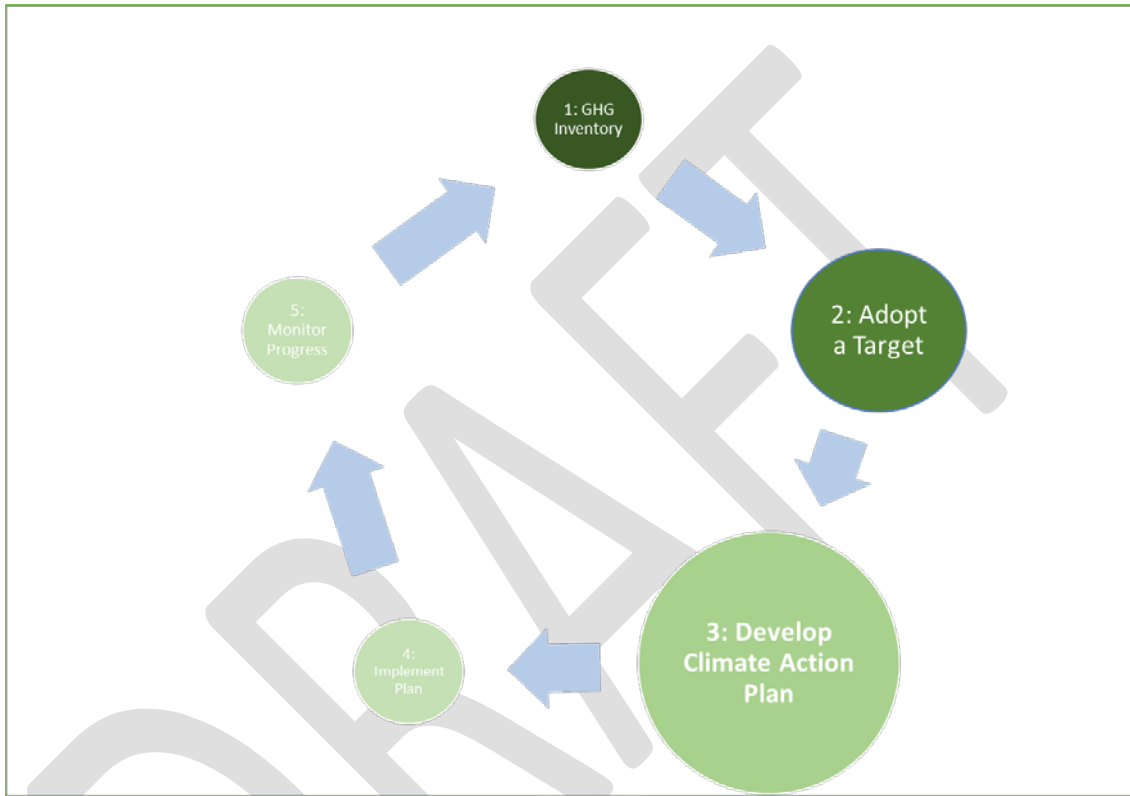 1: GHG
Inventory
2: Adopt
a Target
3: Develop
Climate Action
Plan
4:
Implement
Plan
5:
Monitor
Progress
DRAFT